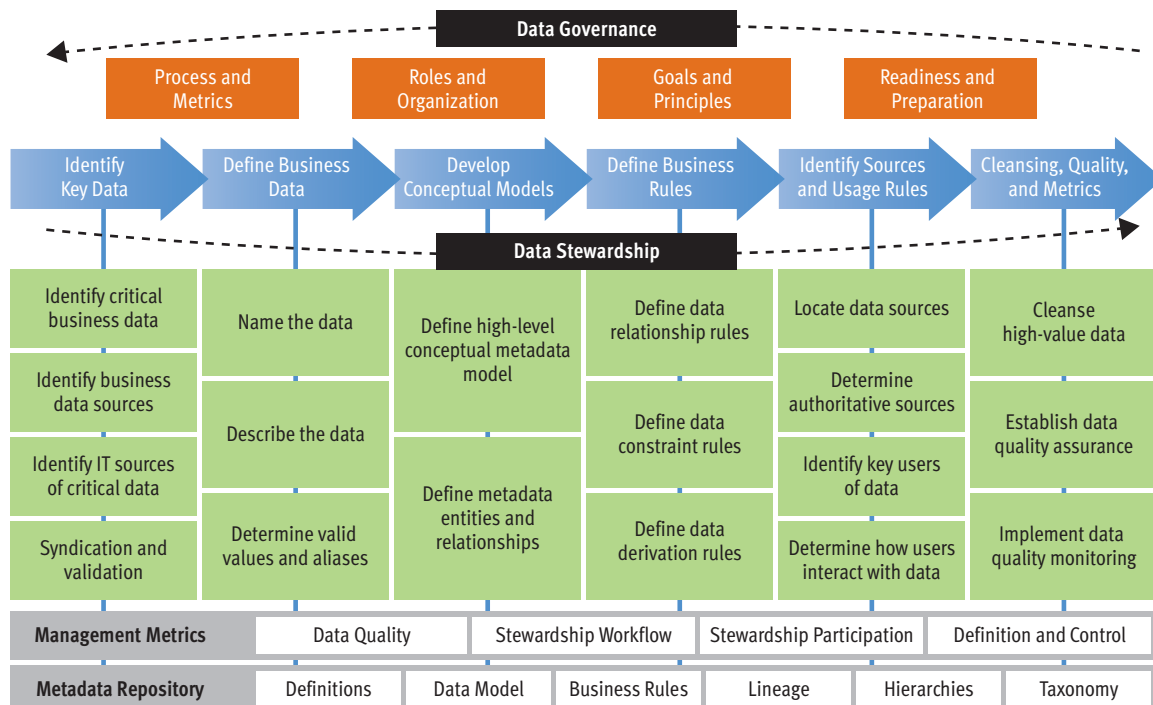 Data Governance
Process and
Metrics
Roles and
Organization
Goals and
Principles
Readiness and
Preparation
Identify
Key Data
Define Business
Data
Develop
Conceptual Models
Define Business
Rules
Identify Sources
and Usage Rules
Cleansing, Quality,
and Metrics
Data Stewardship
Identify critical
business data
Identify business
data sources
Identify IT sources
of critical data
Syndication and
validation
Name the data
Describe the data
Determine valid
values and aliases
Define high-level
conceptual metadata
model
Define metadata
entities and
relationships
Define data
relationship rules
Define data
constraint rules
Define data
derivation rules
Locate data sources
Determine
authoritative sources
Identify key users
of data
Determine how users
interact with data
Cleanse
high-value data
Establish data
quality assurance
Implement data
quality monitoring
Management Metrics
Data Quality
Stewardship Workflow
Stewardship Participation
Definition and Control
Metadata Repository
Definitions
Data Model
Business Rules
Lineage
Hierarchies
Taxonomy